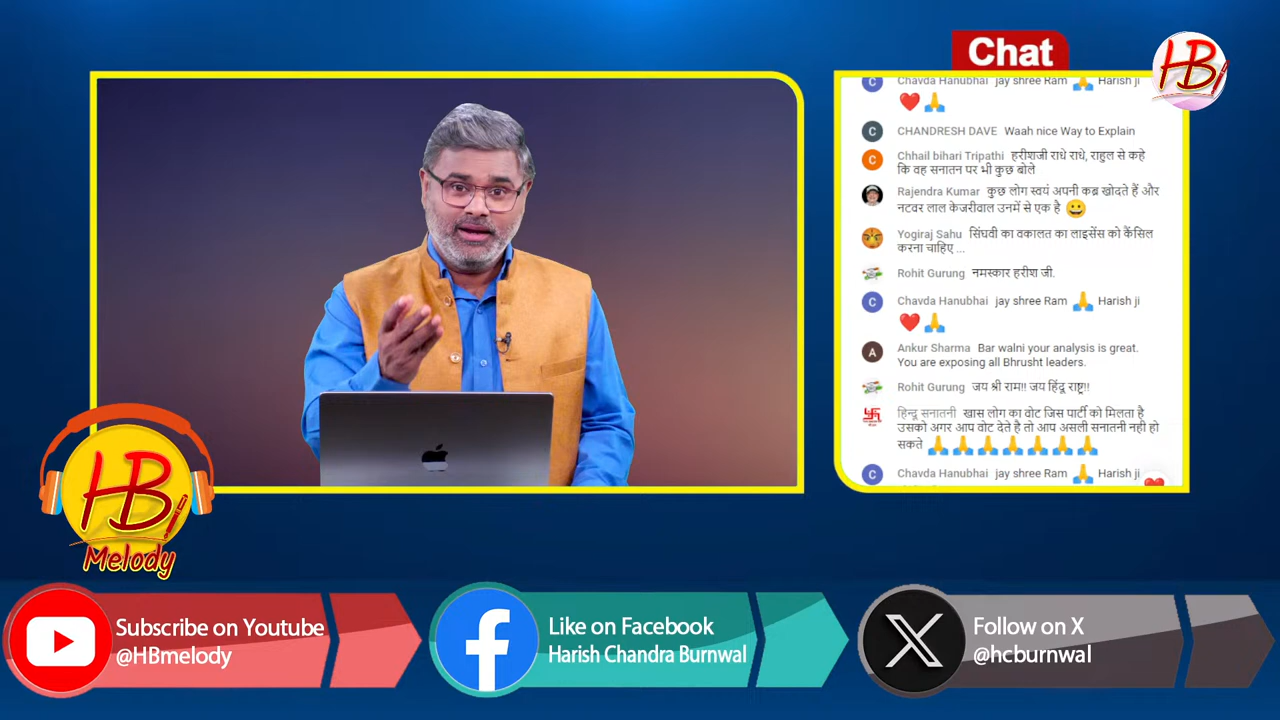 Chat
HB
Chavda Hanubhai jay shree Ram 🙏 Harish ji
❤️🙏
C CHANDRESH DAVE Waah nice Way to Explain
C Chhail bihari Tripathi हरीशजी राधे राधे, राहुल से कहे
कि वह सनातन पर भी कुछ बोले
Rajendra Kumar कुछ लोग स्वयं अपनी कब्र खोदते हैं और
नटवर लाल केजरीवाल उनमें से एक है 😀
Yogiraj Sahu सिंघवी का वकालत का लाइसेंस को कैंसिल
करना चाहिए ...
Rohit Gurung नमस्कार हरीश जी.
C Chavda Hanubhai jay shree Ram 🙏 Harish ji
❤️🙏
A Ankur Sharma Bar walni your analysis is great.
You are exposing all Bhrusht leaders.
Rohit Gurung जय श्री राम!! जय हिंदू राष्ट्र!!
हिन्दू सनातनी खास लोग का वोट जिस पार्टी को मिलता है
उसको अगर आप वोट देते है तो आप असली सनातनी नही हो
सकते 🙏🙏🙏🙏🙏🙏🙏
C Chavda Hanubhai jay shree Ram 🙏 Harish ji
HB
Melody
Subscribe on Youtube
@HBmelody
Like on Facebook
Harish Chandra Burnwal
Follow on X
@hcburnwal